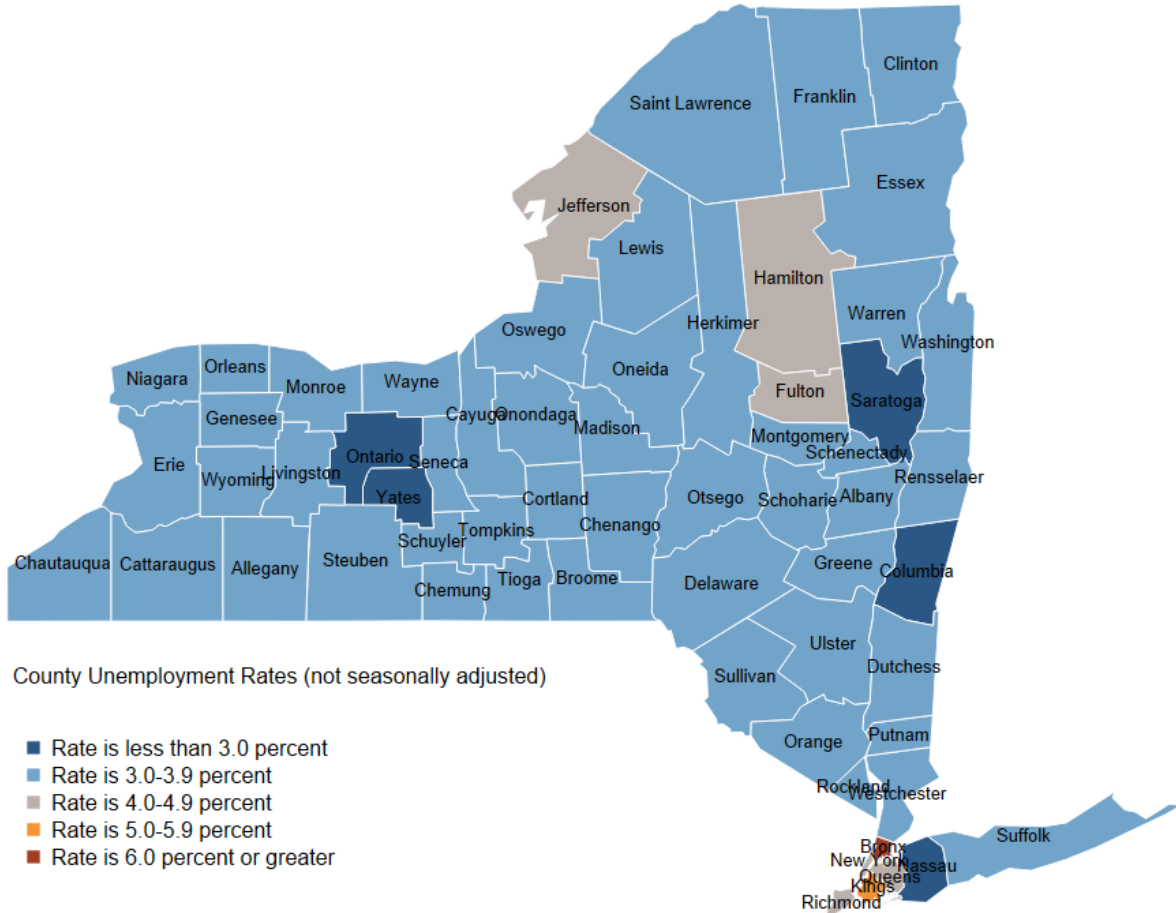 Clinton
Saint Lawrence
Franklin
Essex
Jefferson
Lewis
Hamilton
Warren
Herkimer
Oswego
Washington
Oneida
Orleans
Niagara
Monroe
Wayne
Fulton
Saratoga
Cayuga
Onondaga
Genesee
Madison
Montgomery
Schenectady
Ontario
Seneca
Erie
Livingston
Wyoming
Rensselaer
Yates
Cortland
Otsego
Schoharie
Albany
Chenango
Tompkins
Schuyler
Chautauqua
Cattaraugus
Allegany
Steuben
Greene
Columbia
Tioga
Broome
Delaware
Chemung
Ulster
Dutchess
Sullivan
Putnam
Orange
Rockland
Westchester
Suffolk
Bronx
New York
Nassau
Queens
Kings
Richmond
County Unemployment Rates (not seasonally adjusted)
Rate is less than 3.0 percent
Rate is 3.0-3.9 percent
Rate is 4.0-4.9 percent
Rate is 5.0-5.9 percent
Rate is 6.0 percent or greater